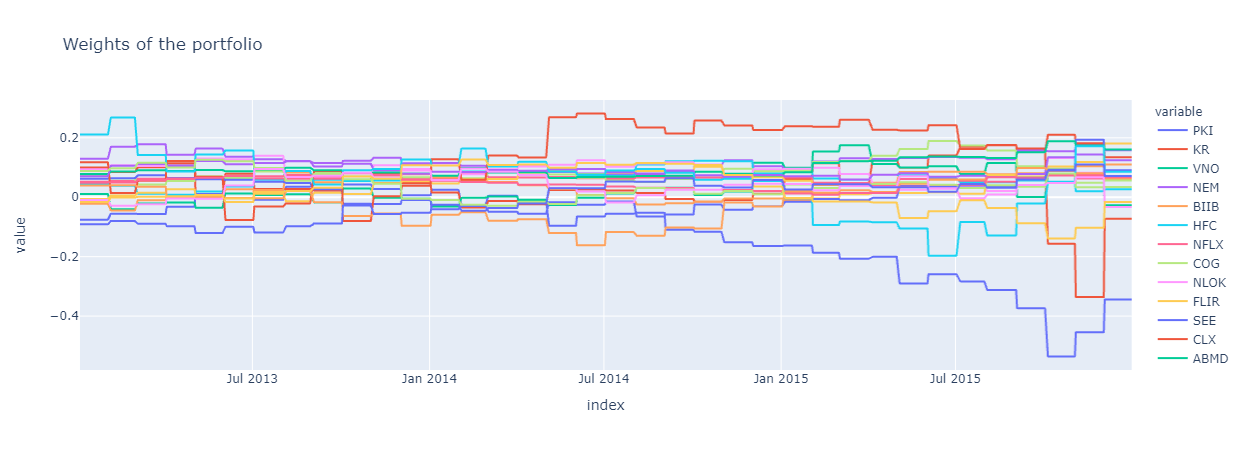 Weights of the portfolio
variable
PKI
KR
VNO
NEM
BIIB
HFC
NFLX
COG
NLOK
FLIR
SEE
CLX
ABMD
value
0.2
0
−0.2
−0.4
Jul 2013
Jan 2014
Jul 2014
Jan 2015
Jul 2015
index